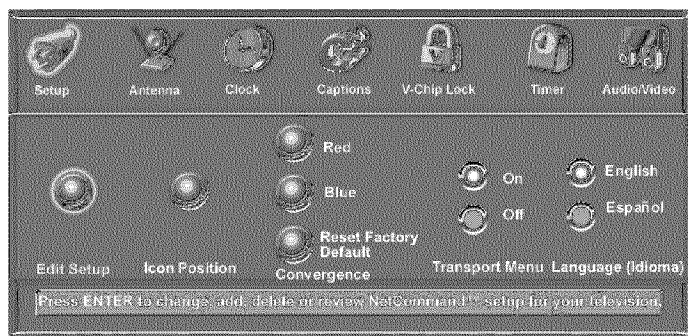 Setup Antenna Clock Captions V-Chip Lock Timer Audio/Video
Red
Blue
Reset Factory
Default
Convergence
Edit Setup
Icon Position
On
Off
Transport Menu
English
Español
Language (Idioma)
Press ENTER to change, add, delete or review NetCommand™ setup for your television.